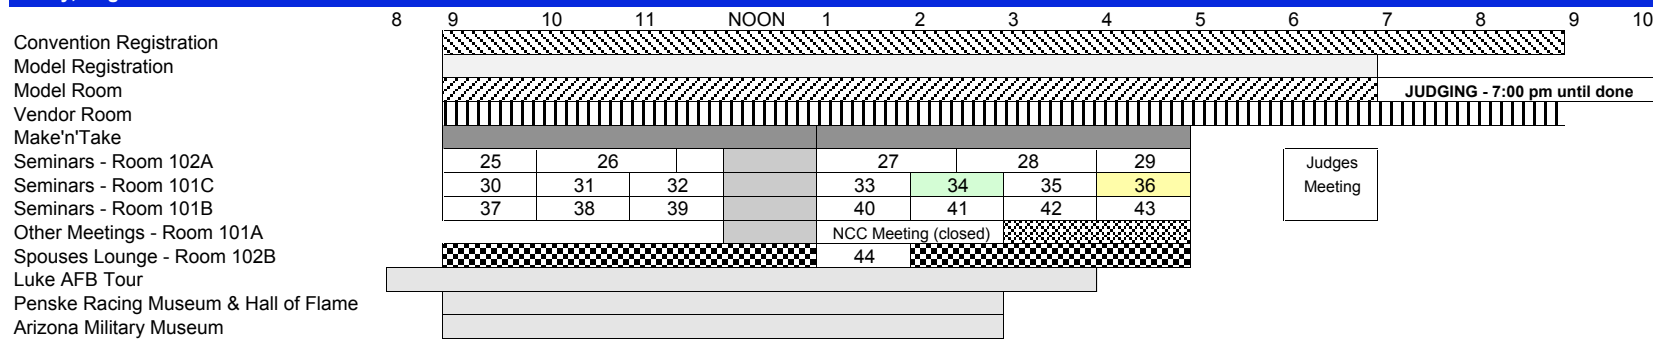 8 9 10 11 NOON 1 2 3 4 5 6 7 8 9 10
Convention Registration
Model Registration
Model Room JUDGING - 7:00 pm until done
Vendor Room
Make'n'Take
Seminars - Room 102A 25 26 27 28 29 Judges
Seminars - Room 101C 30 31 32 33 34 35 36 Meeting
Seminars - Room 101B 37 38 39 40 41 42 43
Other Meetings - Room 101A NCC Meeting (closed)
Spouses Lounge - Room 102B 44
Luke AFB Tour
Penske Racing Museum & Hall of Flame
Arizona Military Museum